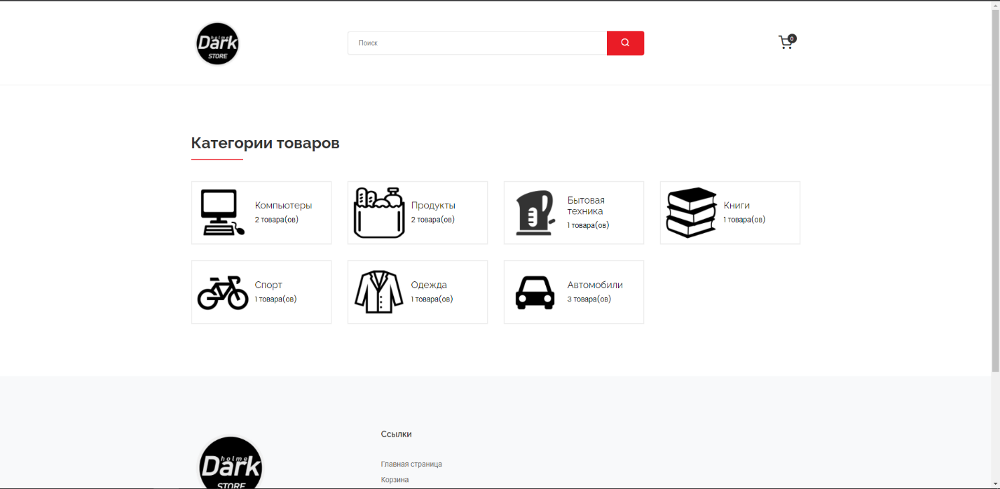 holme
Dark
STORE
Поиск
0
Категории товаров
Компьютеры
2 товара(ов)
Продукты
2 товара(ов)
Бытовая
техника
1 товара(ов)
Книги
1 товара(ов)
Спорт
1 товара(ов)
Одежда
1 товара(ов)
Автомобили
3 товара(ов)
holme
Dark
STORE
Ссылки
Главная страница
Корзина